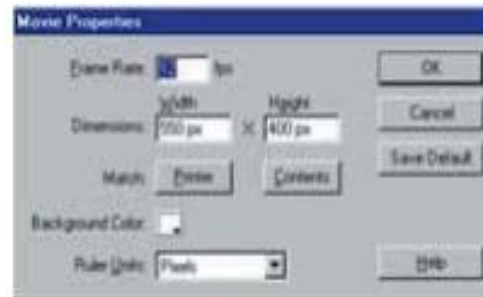 Movie Properties
Frame Rate: fps OK
Width Height
Dimensions: 550 px × 400 px Cancel
Match: Printer Contents Save Default
Background Color:
Ruler Units: Pixels Help